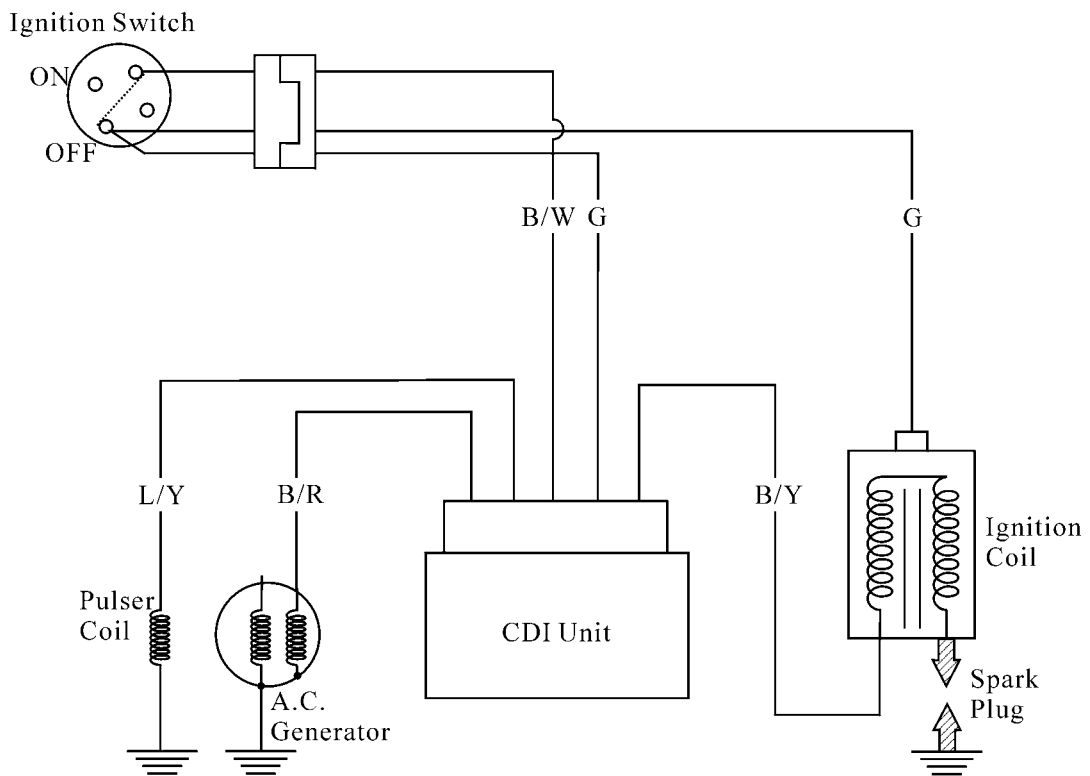 Ignition Switch
ON
OFF
B/W
G
G
L/Y
B/R
B/Y
Ignition
Coil
Pulser
Coil
CDI Unit
A.C.
Generator
Spark
Plug